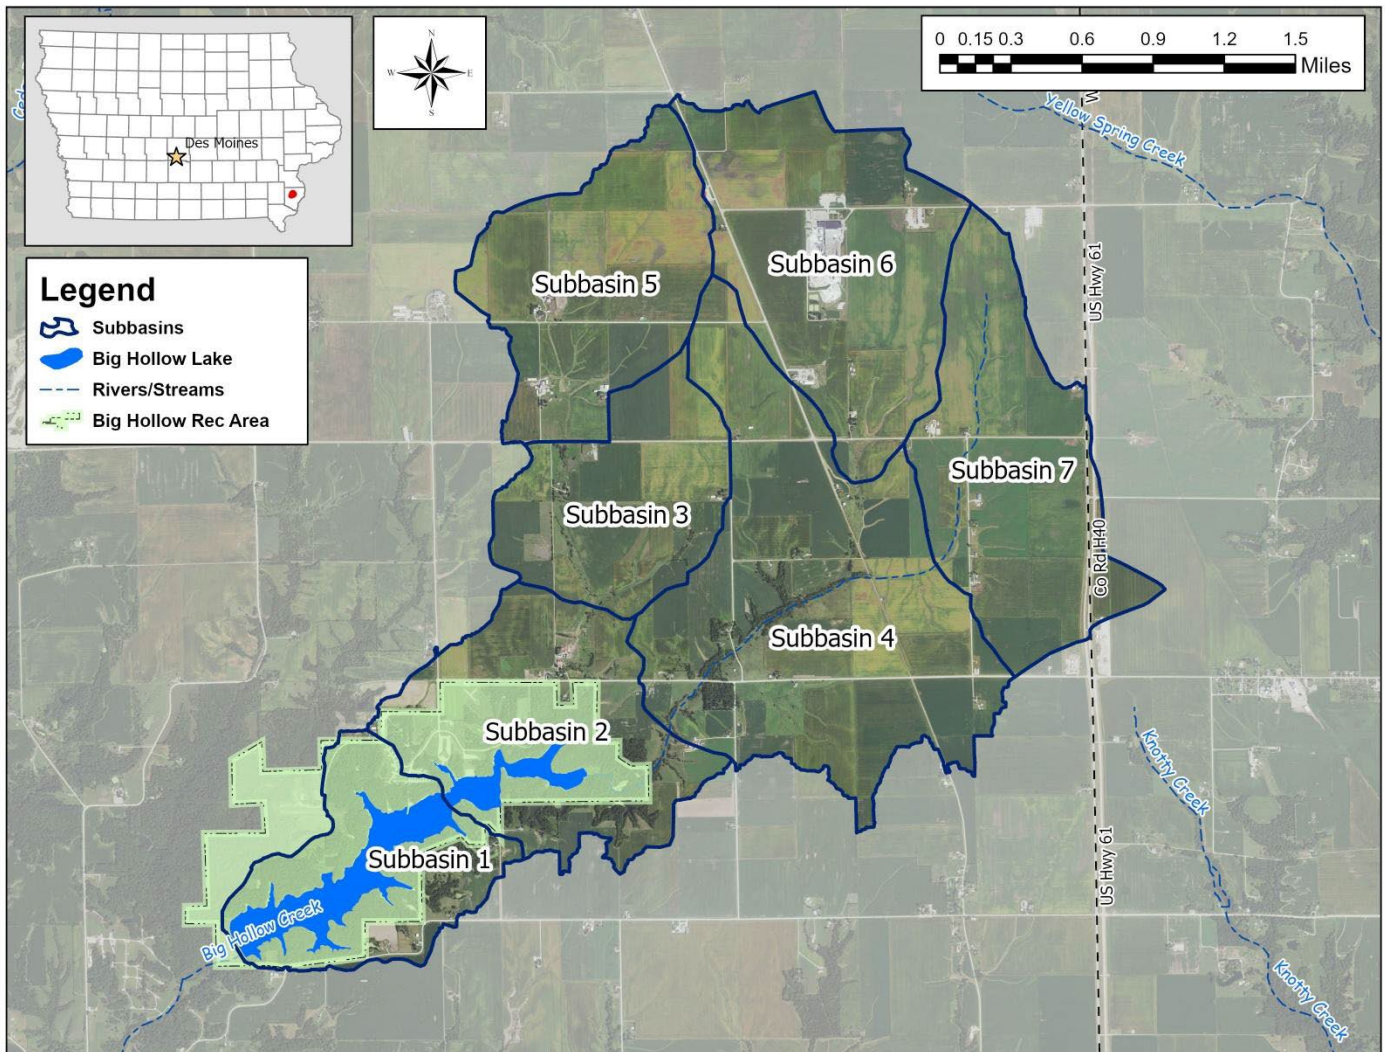 N
W E
S
Des Moines
0 0.15 0.3 0.6 0.9 1.2 1.5
Miles
Yellow Spring Creek
W
Legend
Subbasins
Big Hollow Lake
Rivers/Streams
Big Hollow Rec Area
US Hwy 61
Subbasin 5
Subbasin 6
Subbasin 7
Subbasin 3
Co Rd H40
Subbasin 4
Subbasin 2
Knotty Creek
Subbasin 1
US Hwy 61
Big Hollow Creek
Knotty Creek